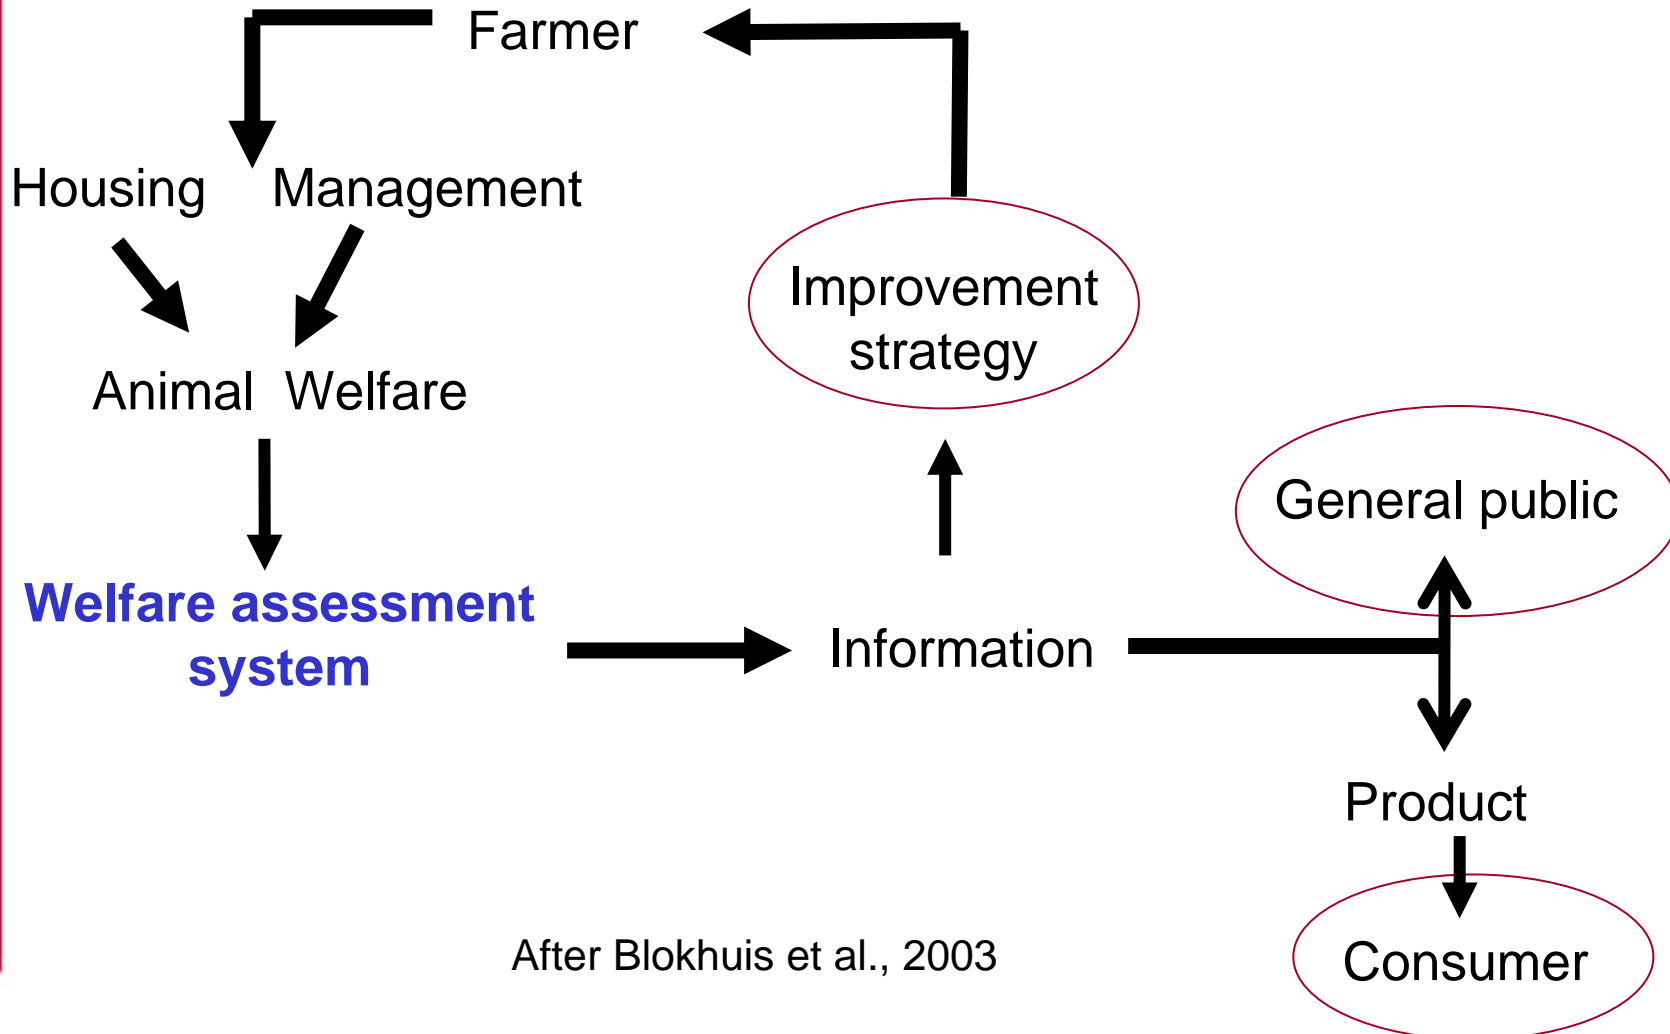 Farmer
Housing Management
Improvement
strategy
Animal Welfare
General public
Welfare assessment
system
Information
Product
Consumer
After Blokhuis et al., 2003